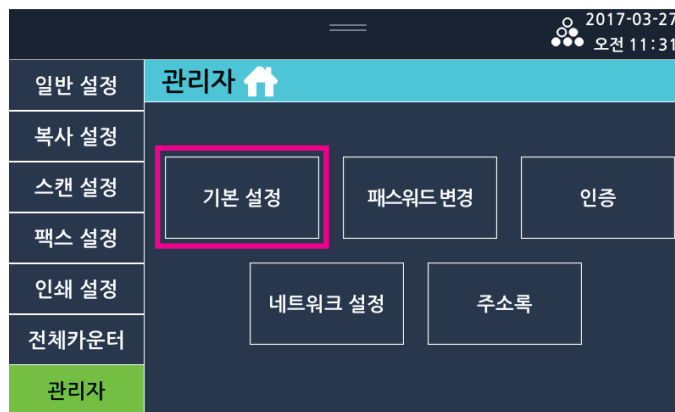 2017-03-27
오전 11:31
일반 설정
복사 설정
스캔 설정
팩스 설정
인쇄 설정
전체카운터
관리자
관리자
기본 설정
패스워드 변경
인증
네트워크 설정
주소록